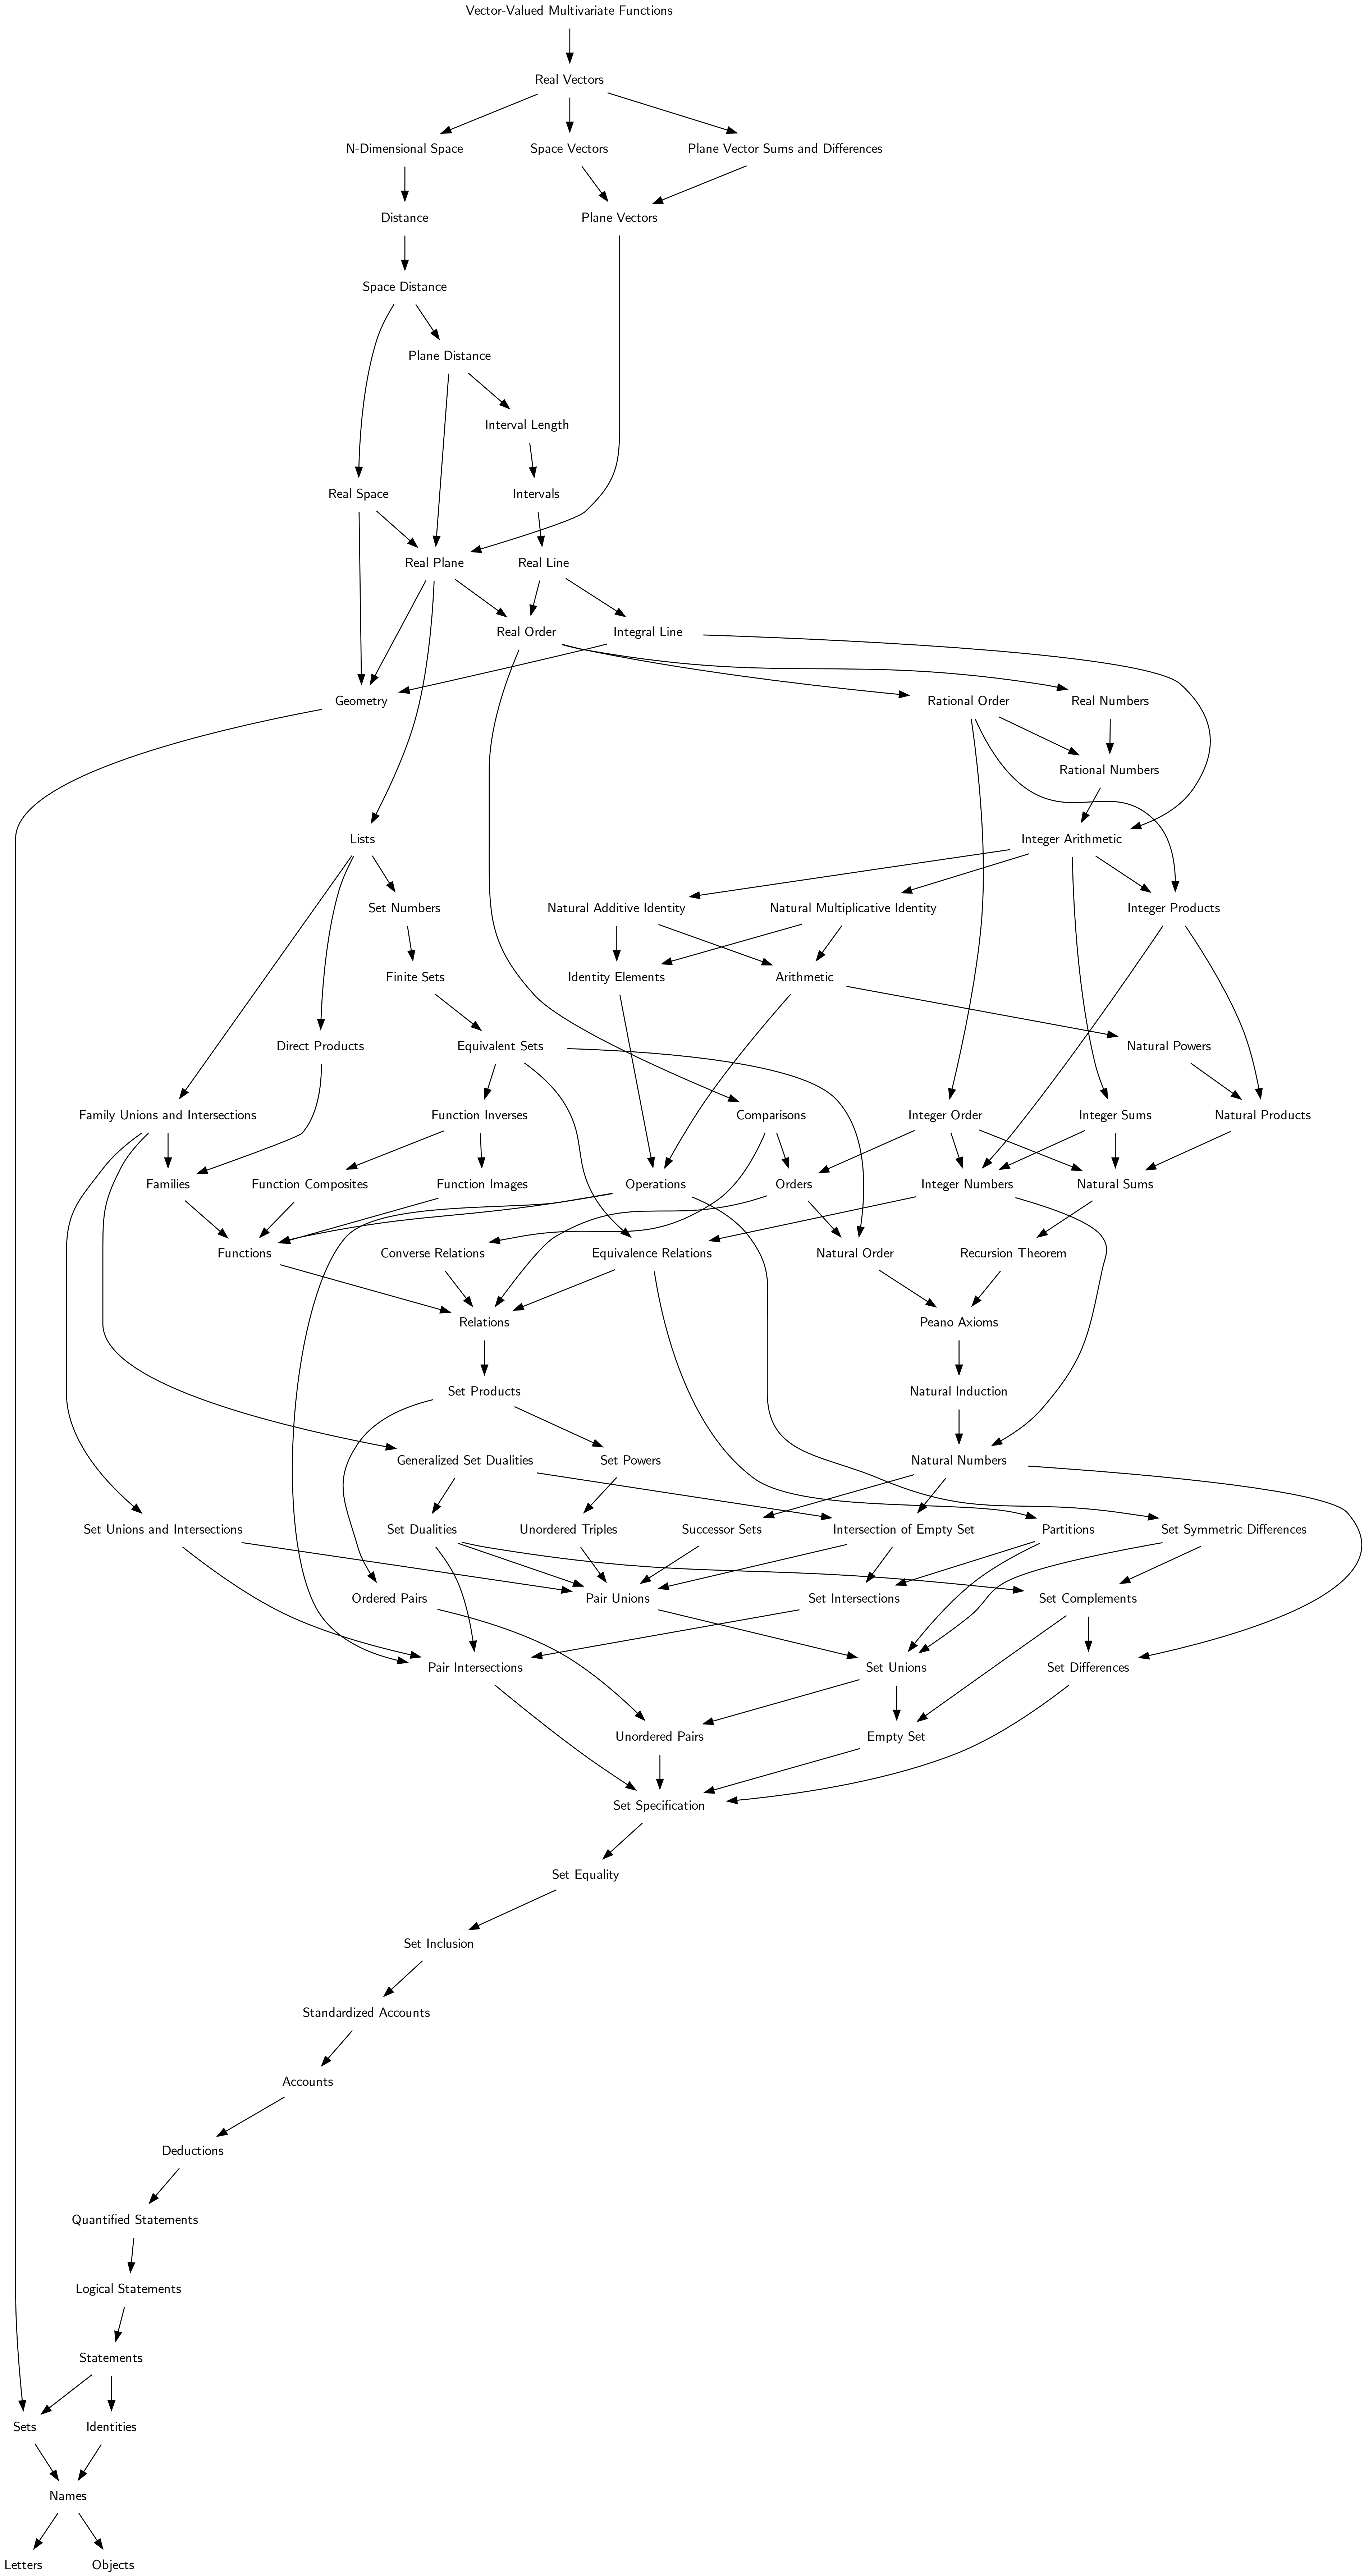 Vector-Valued Multivariate Functions
Real Vectors
N-Dimensional Space
Space Vectors
Plane Vector Sums and Differences
Distance
Plane Vectors
Space Distance
Plane Distance
Interval Length
Real Space
Intervals
Real Plane
Real Line
Real Order
Integral Line
Geometry
Rational Order
Real Numbers
Rational Numbers
Lists
Integer Arithmetic
Set Numbers
Natural Additive Identity
Natural Multiplicative Identity
Integer Products
Finite Sets
Identity Elements
Arithmetic
Direct Products
Equivalent Sets
Natural Powers
Family Unions and Intersections
Function Inverses
Comparisons
Integer Order
Integer Sums
Natural Products
Families
Function Composites
Function Images
Operations
Orders
Integer Numbers
Natural Sums
Functions
Converse Relations
Equivalence Relations
Natural Order
Recursion Theorem
Relations
Peano Axioms
Set Products
Natural Induction
Generalized Set Dualities
Set Powers
Natural Numbers
Set Unions and Intersections
Set Dualities
Unordered Triples
Successor Sets
Intersection of Empty Set
Partitions
Set Symmetric Differences
Ordered Pairs
Pair Unions
Set Intersections
Set Complements
Pair Intersections
Set Unions
Set Differences
Unordered Pairs
Empty Set
Set Specification
Set Equality
Set Inclusion
Standardized Accounts
Accounts
Deductions
Quantified Statements
Logical Statements
Statements
Sets
Identities
Names
Letters
Objects